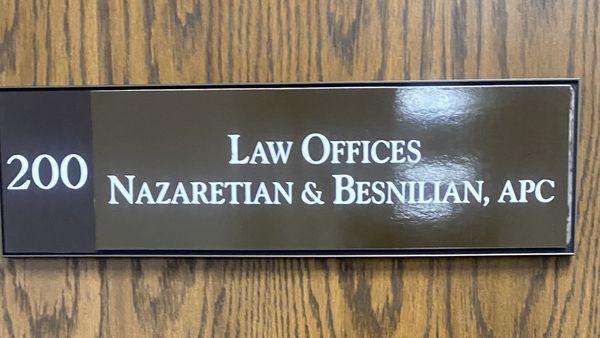 200
LAW OFFICES
NAZARETIAN & BESNILIAN, APC